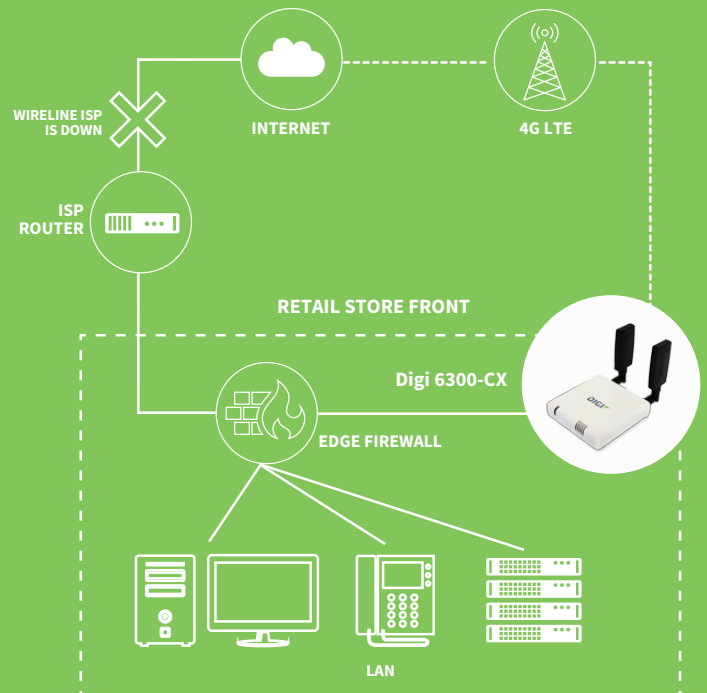 INTERNET
4G LTE
WIRELINE ISP
IS DOWN
ISP
ROUTER
RETAIL STORE FRONT
Digi 6300-CX
DIGI
EDGE FIREWALL
LAN